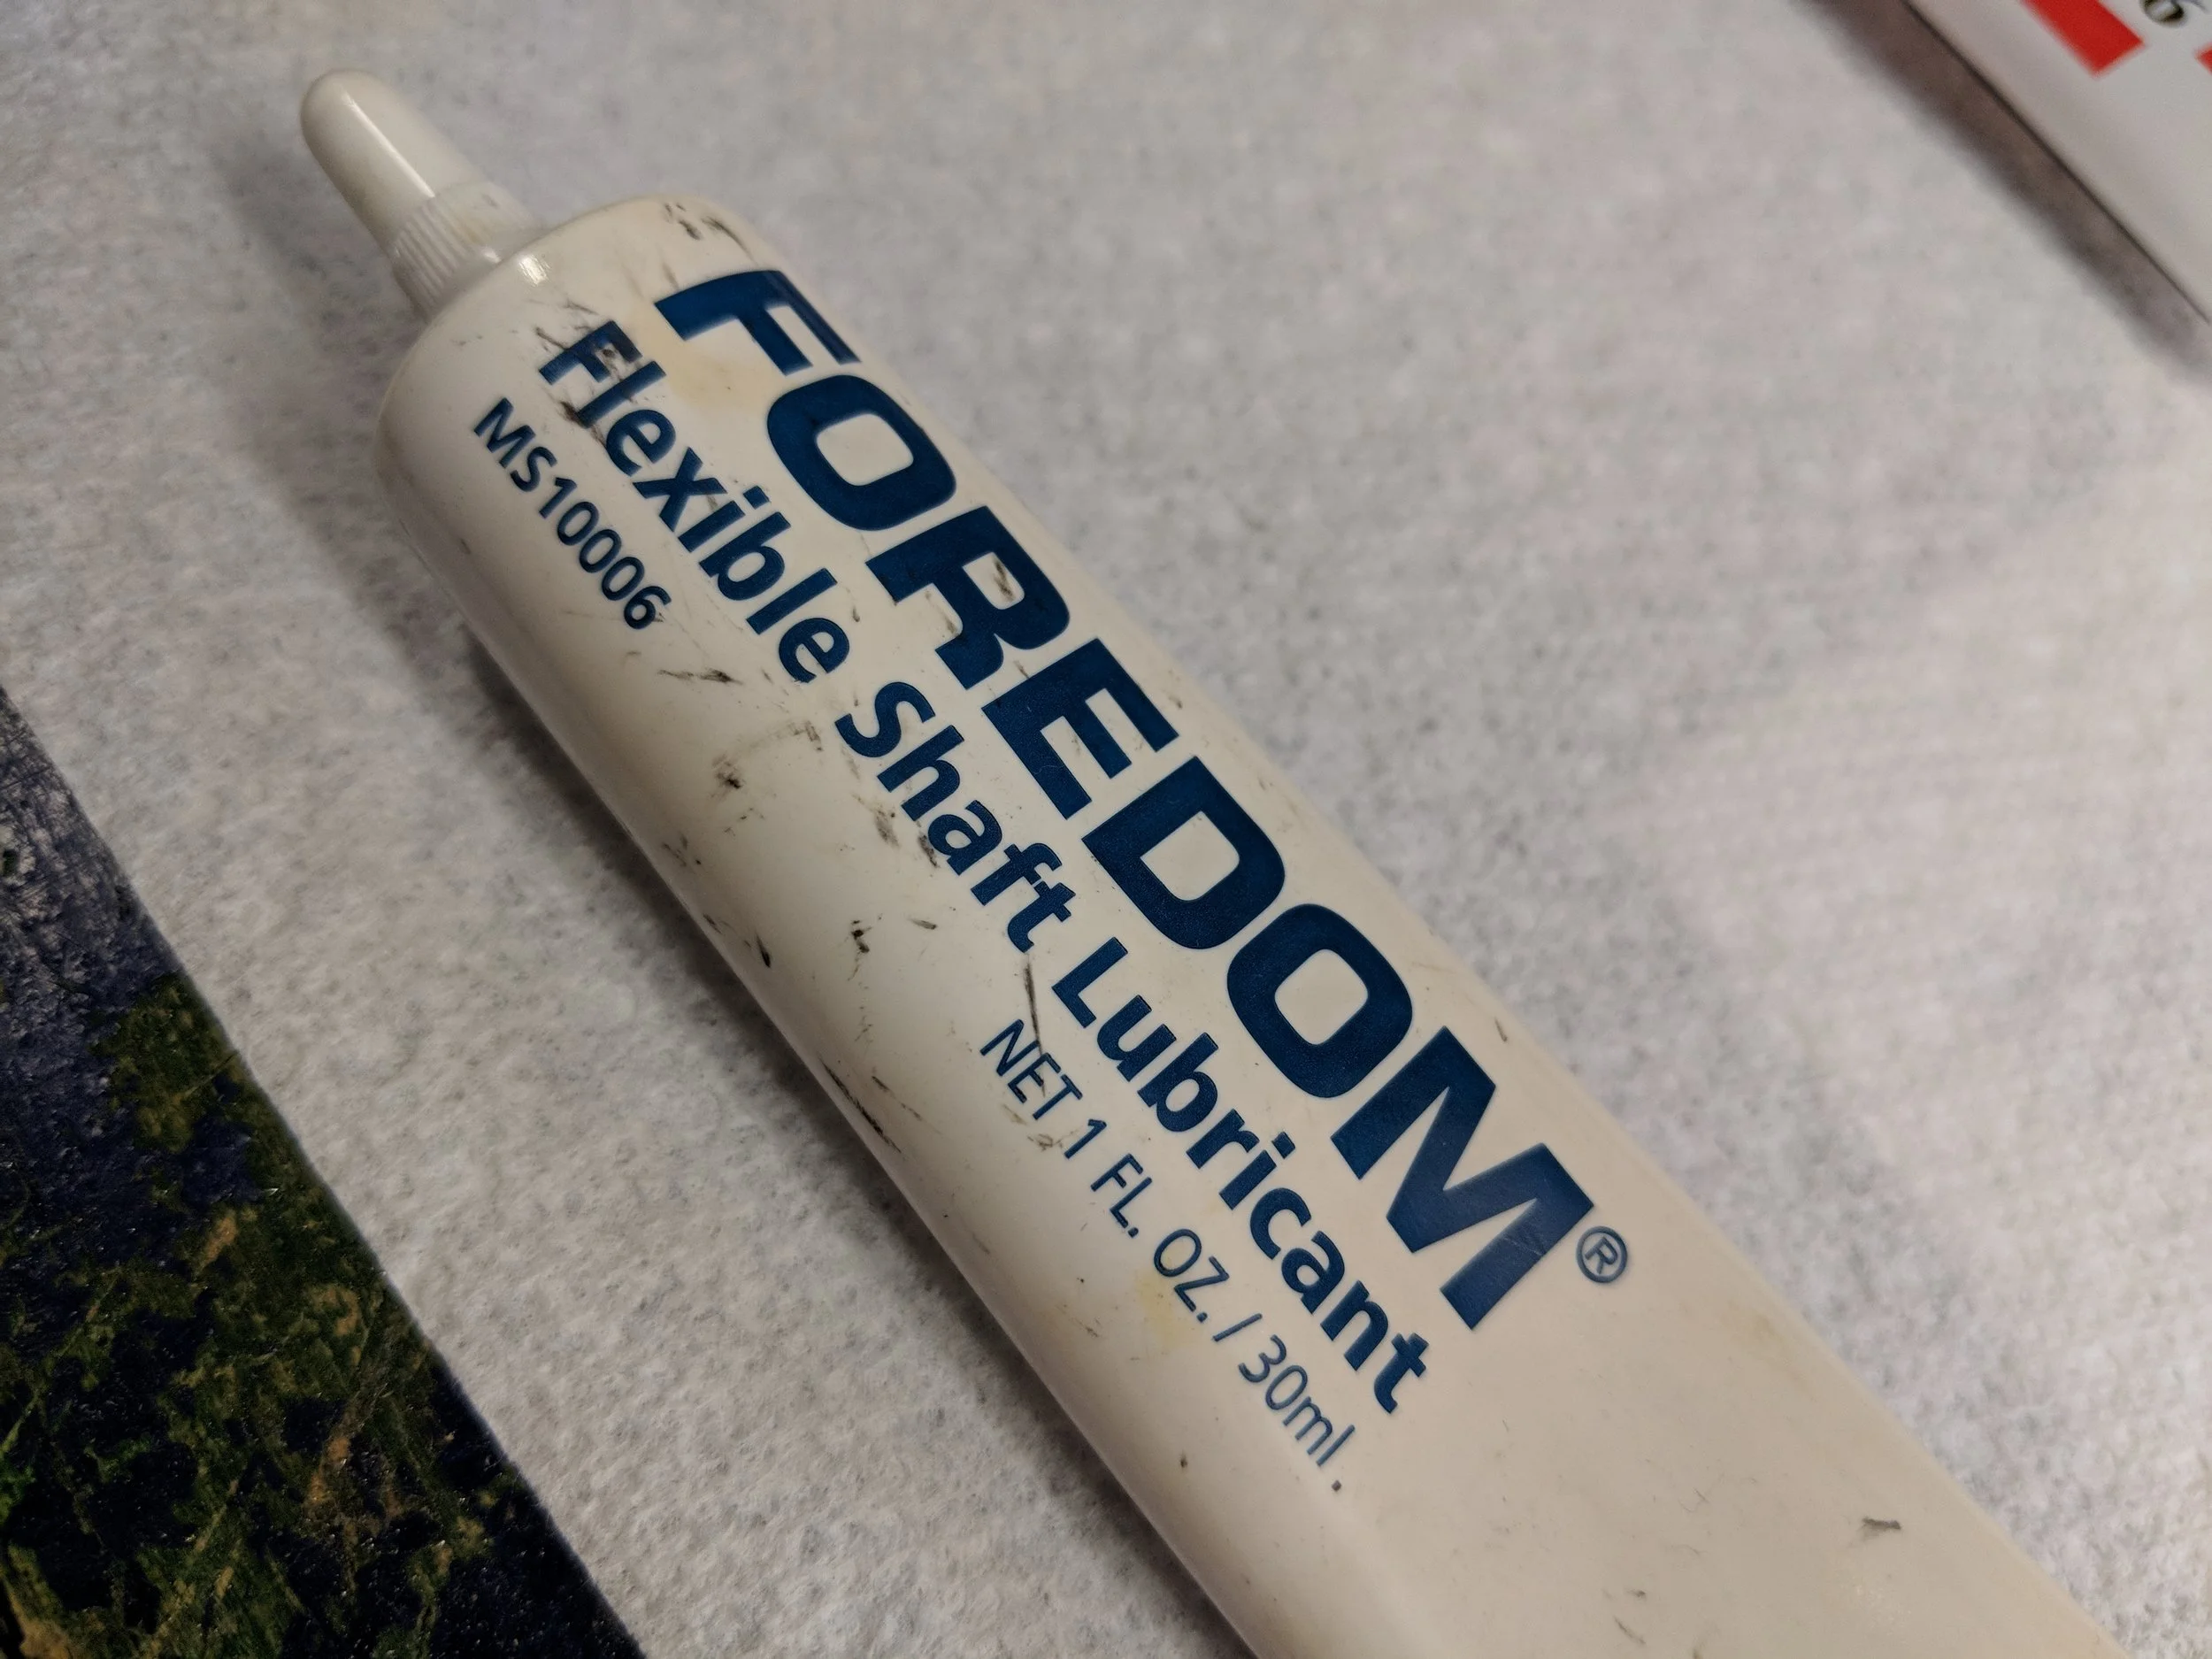 FOREDOM®
Flexible Shaft Lubricant
MS10006
NET 1 FL. OZ. / 30ml.